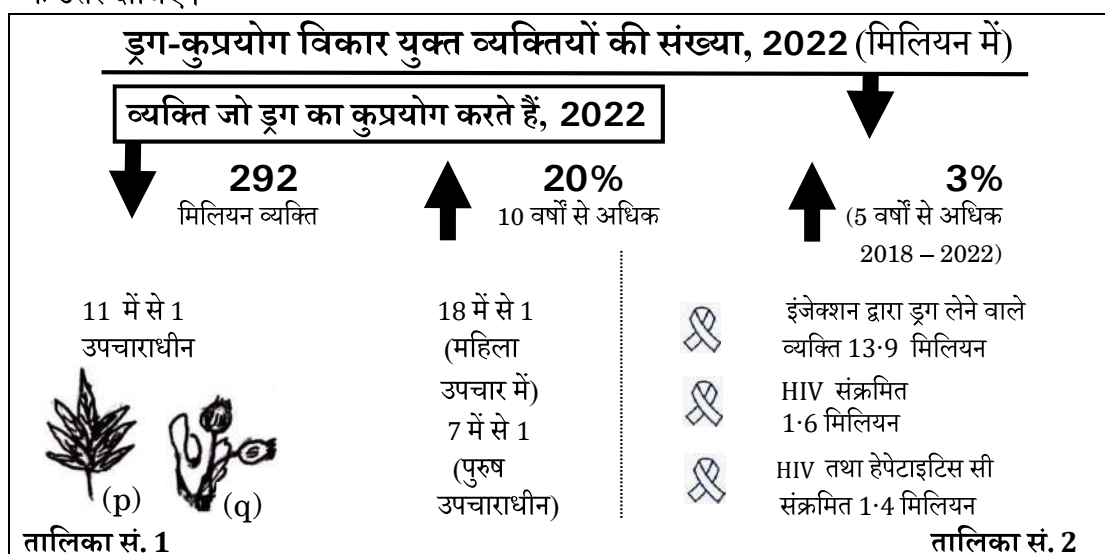 ड्रग-कुप्रयोग विकार युक्त व्यक्तियों की संख्या, 2022 (मिलियन में)
व्यक्ति जो ड्रग का कुप्रयोग करते हैं, 2022
292
मिलियन व्यक्ति
20%
10 वर्षों से अधिक
3%
(5 वर्षों से अधिक
2018 – 2022)
11 में से 1
उपचाराधीन
(p)
(q)
18 में से 1
(महिला
उपचार में)
7 में से 1
(पुरुष
उपचाराधीन)
इंजेक्शन द्वारा ड्रग लेने वाले
व्यक्ति 13·9 मिलियन
HIV संक्रमित
1·6 मिलियन
HIV तथा हेपेटाइटिस सी
संक्रमित 1·4 मिलियन
तालिका सं. 1
तालिका सं. 2